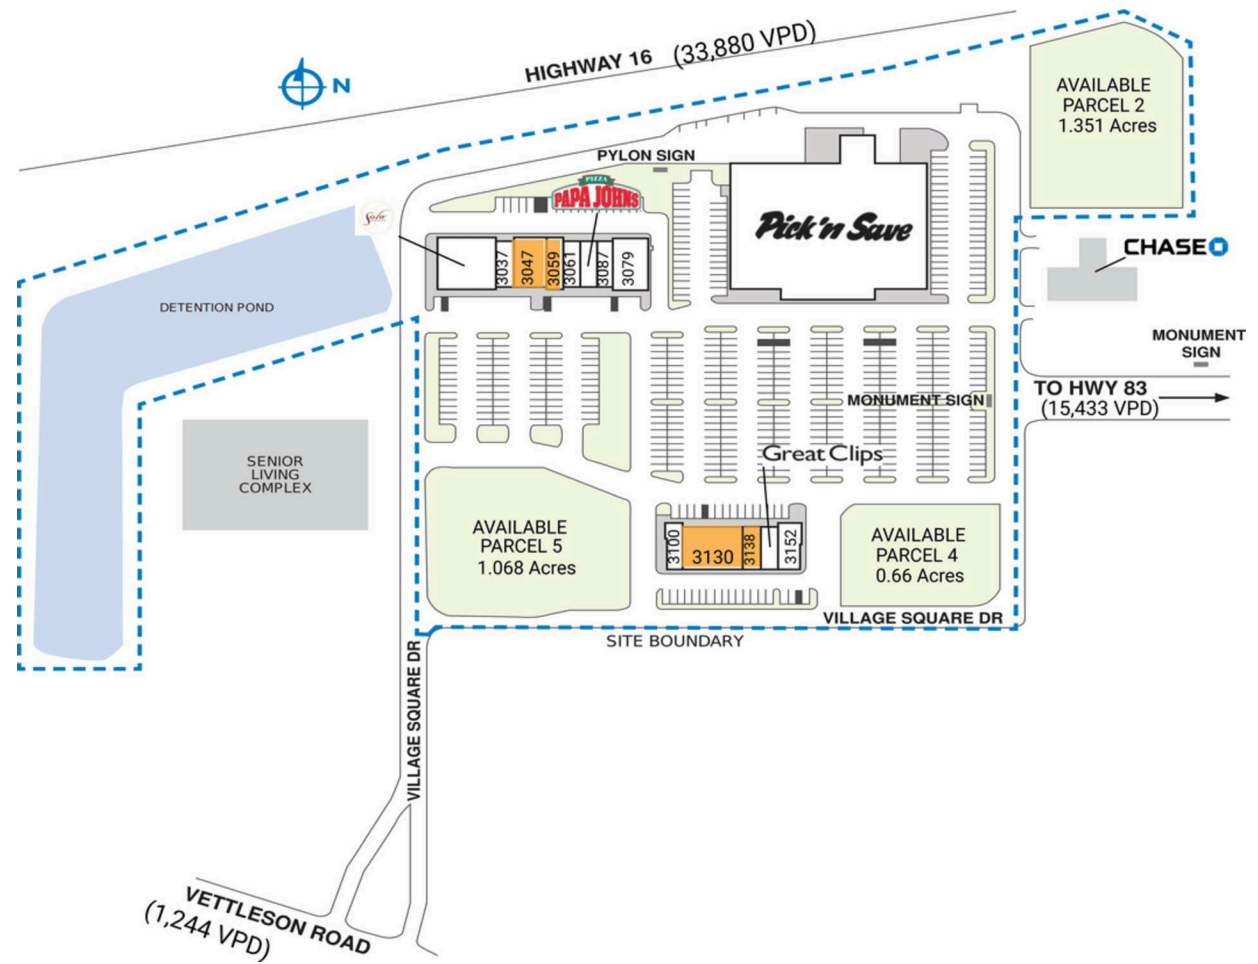 HIGHWAY 16 (33,880 VPD)
N
AVAILABLE
PARCEL 2
1.351 Acres
PYLON SIGN
PIZZA
PAPA JOHNS
Pick'n Save
CHASE
3037
3047
3059
3061
3087
3079
DETENTION POND
MONUMENT
SIGN
TO HWY 83
(15,433 VPD)
MONUMENT SIGN
Great Clips
SENIOR
LIVING
COMPLEX
AVAILABLE
PARCEL 5
1.068 Acres
3100
3130
3138
3152
AVAILABLE
PARCEL 4
0.66 Acres
VILLAGE SQUARE DR
SITE BOUNDARY
VILLAGE SQUARE DR
VETTLESON ROAD
(1,244 VPD)